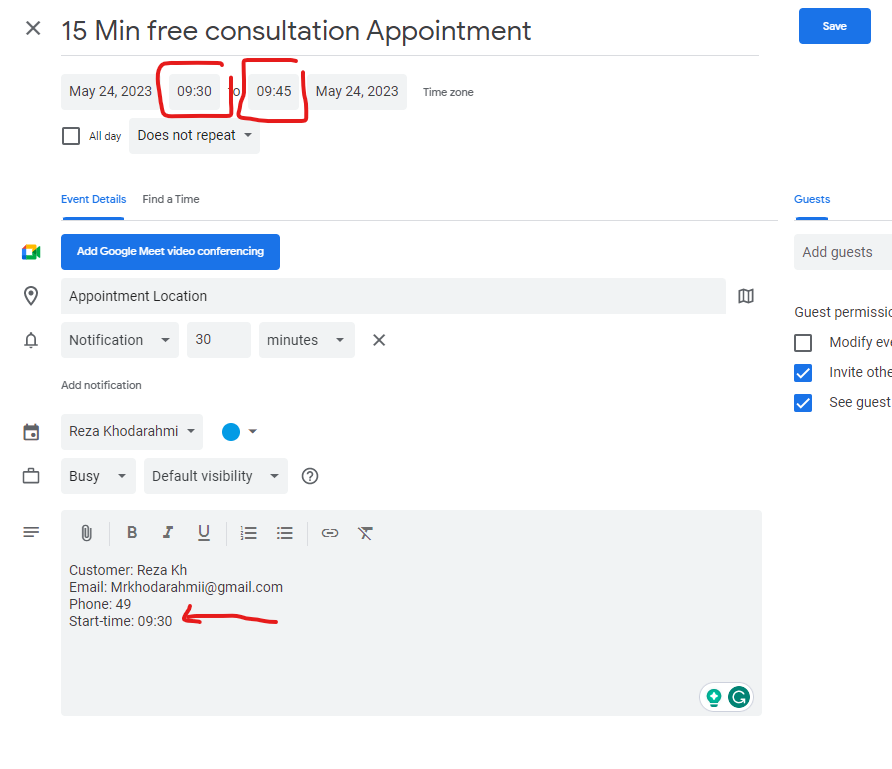 15 Min free consultation Appointment
Save
May 24, 2023 09:30 to 09:45 May 24, 2023 Time zone
All day Does not repeat
Event Details Find a Time
Guests
Add Google Meet video conferencing
Add guests
Appointment Location
Guest permissio
Notification 30 minutes
Modify eve
Invite othe
Add notification
See guest
Reza Khodarahmi
Busy Default visibility
B I U
Customer: Reza Kh
Email: Mrkhodarahmii@gmail.com
Phone: 49
Start-time: 09:30